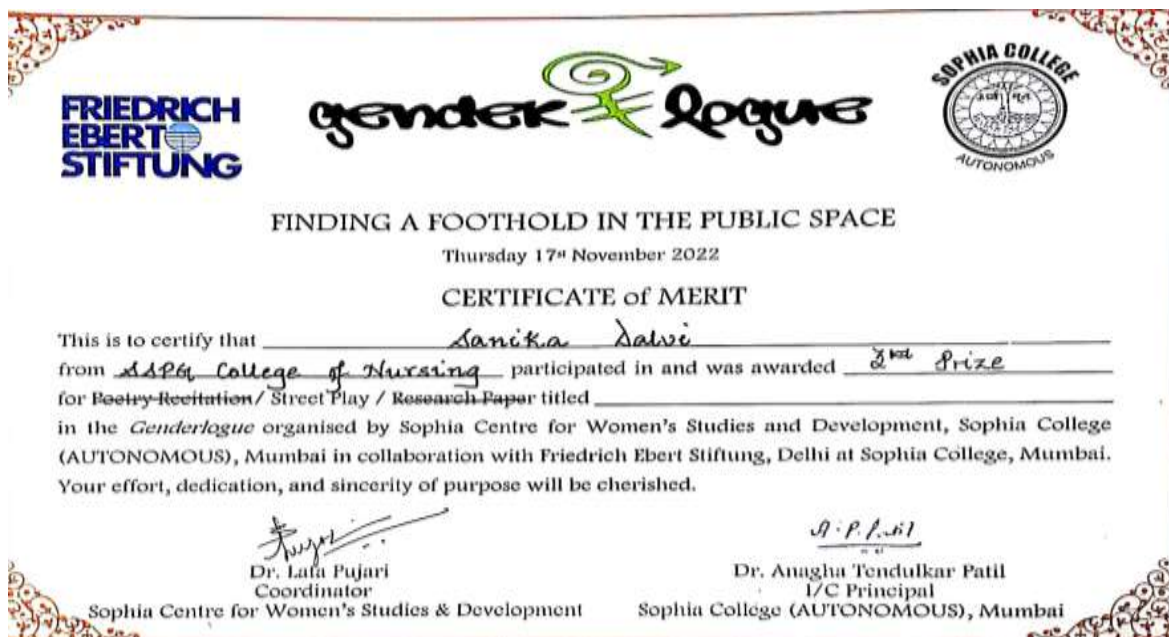 FRIEDRICH
EBERT
STIFTUNG
genderlogue
SOPHIA COLLEGE
AUTONOMOUS
FINDING A FOOTHOLD IN THE PUBLIC SPACE
Thursday 17st November 2022
CERTIFICATE of MERIT
This is to certify that Sanika Dalvi
from SSPG College of Nursing participated in and was awarded Prize
for Poetry Recitation / Street Play / Research Paper titled
in the Genderlogue organised by Sophia Centre for Women's Studies and Development, Sophia College
(AUTONOMOUS), Mumbai in collaboration with Friedrich Ebert Stiftung, Delhi at Sophia College, Mumbai.
Your effort, dedication, and sincerity of purpose will be cherished.
A.P. Patil
Dr. Lata Pujari
Coordinator
Sophia Centre for Women's Studies & Development
Dr. Anagha Tendulkar Patil
I/C Principal
Sophia College (AUTONOMOUS), Mumbai